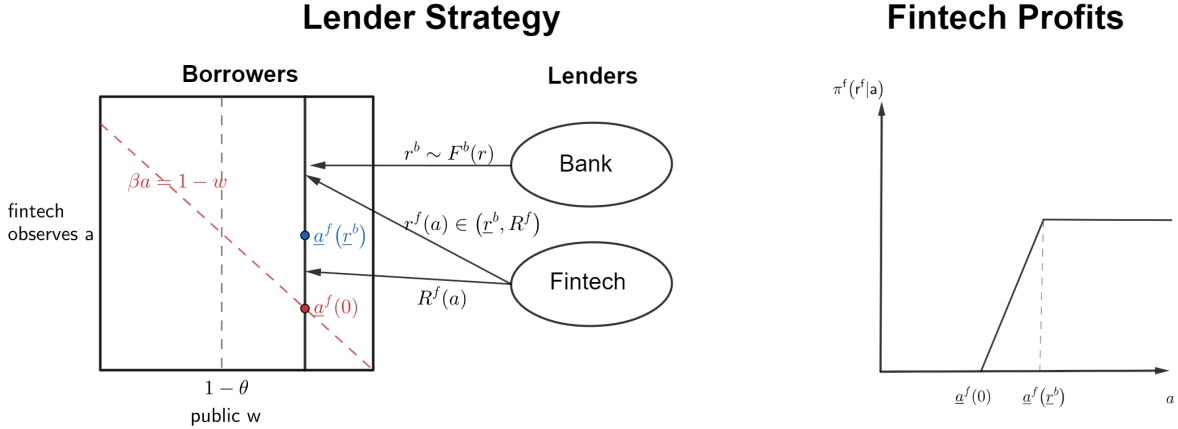 Lender Strategy
Borrowers
Lenders
r^b ∼ F^b(r)
Bank
βa = 1 − w
fintech
observes a
a̲^f(r̲^b)
r^f(a) ∈ (r̲^b, R^f)
Fintech
R^f(a)
a̲^f(0)
1 − θ
public w
Fintech Profits
π^f(r^f|a)
a̲^f(0)
a̲^f(r̲^b)
a